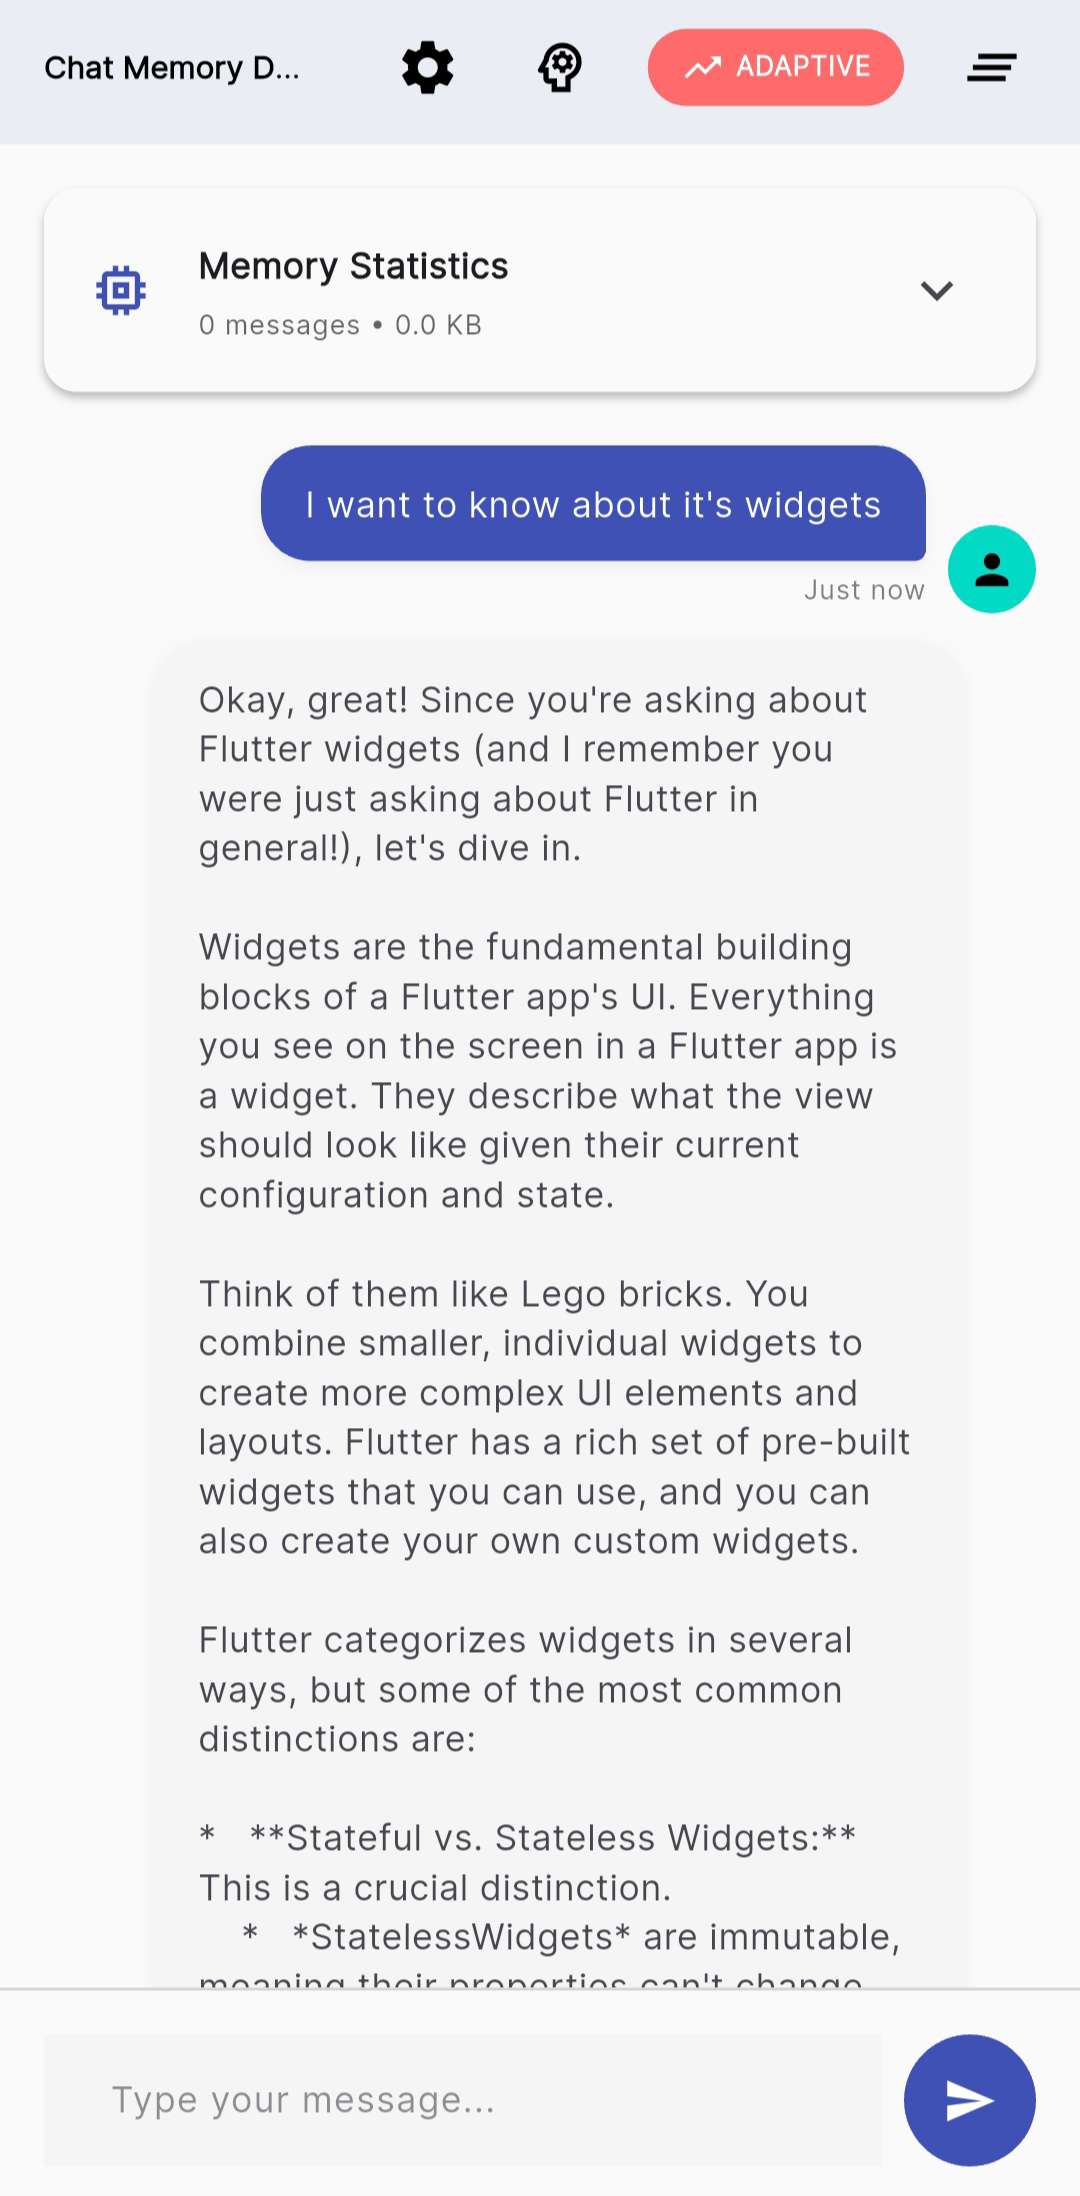 Chat Memory D...
ADAPTIVE
Memory Statistics
0 messages • 0.0 KB
I want to know about it's widgets
Just now
Okay, great! Since you're asking about
Flutter widgets (and I remember you
were just asking about Flutter in
general!), let's dive in.
Widgets are the fundamental building
blocks of a Flutter app's UI. Everything
you see on the screen in a Flutter app is
a widget. They describe what the view
should look like given their current
configuration and state.
Think of them like Lego bricks. You
combine smaller, individual widgets to
create more complex UI elements and
layouts. Flutter has a rich set of pre-built
widgets that you can use, and you can
also create your own custom widgets.
Flutter categorizes widgets in several
ways, but some of the most common
distinctions are:
*   **Stateful vs. Stateless Widgets:**
This is a crucial distinction.
    *   *StatelessWidgets* are immutable,
meaning their properties can't change
Type your message...